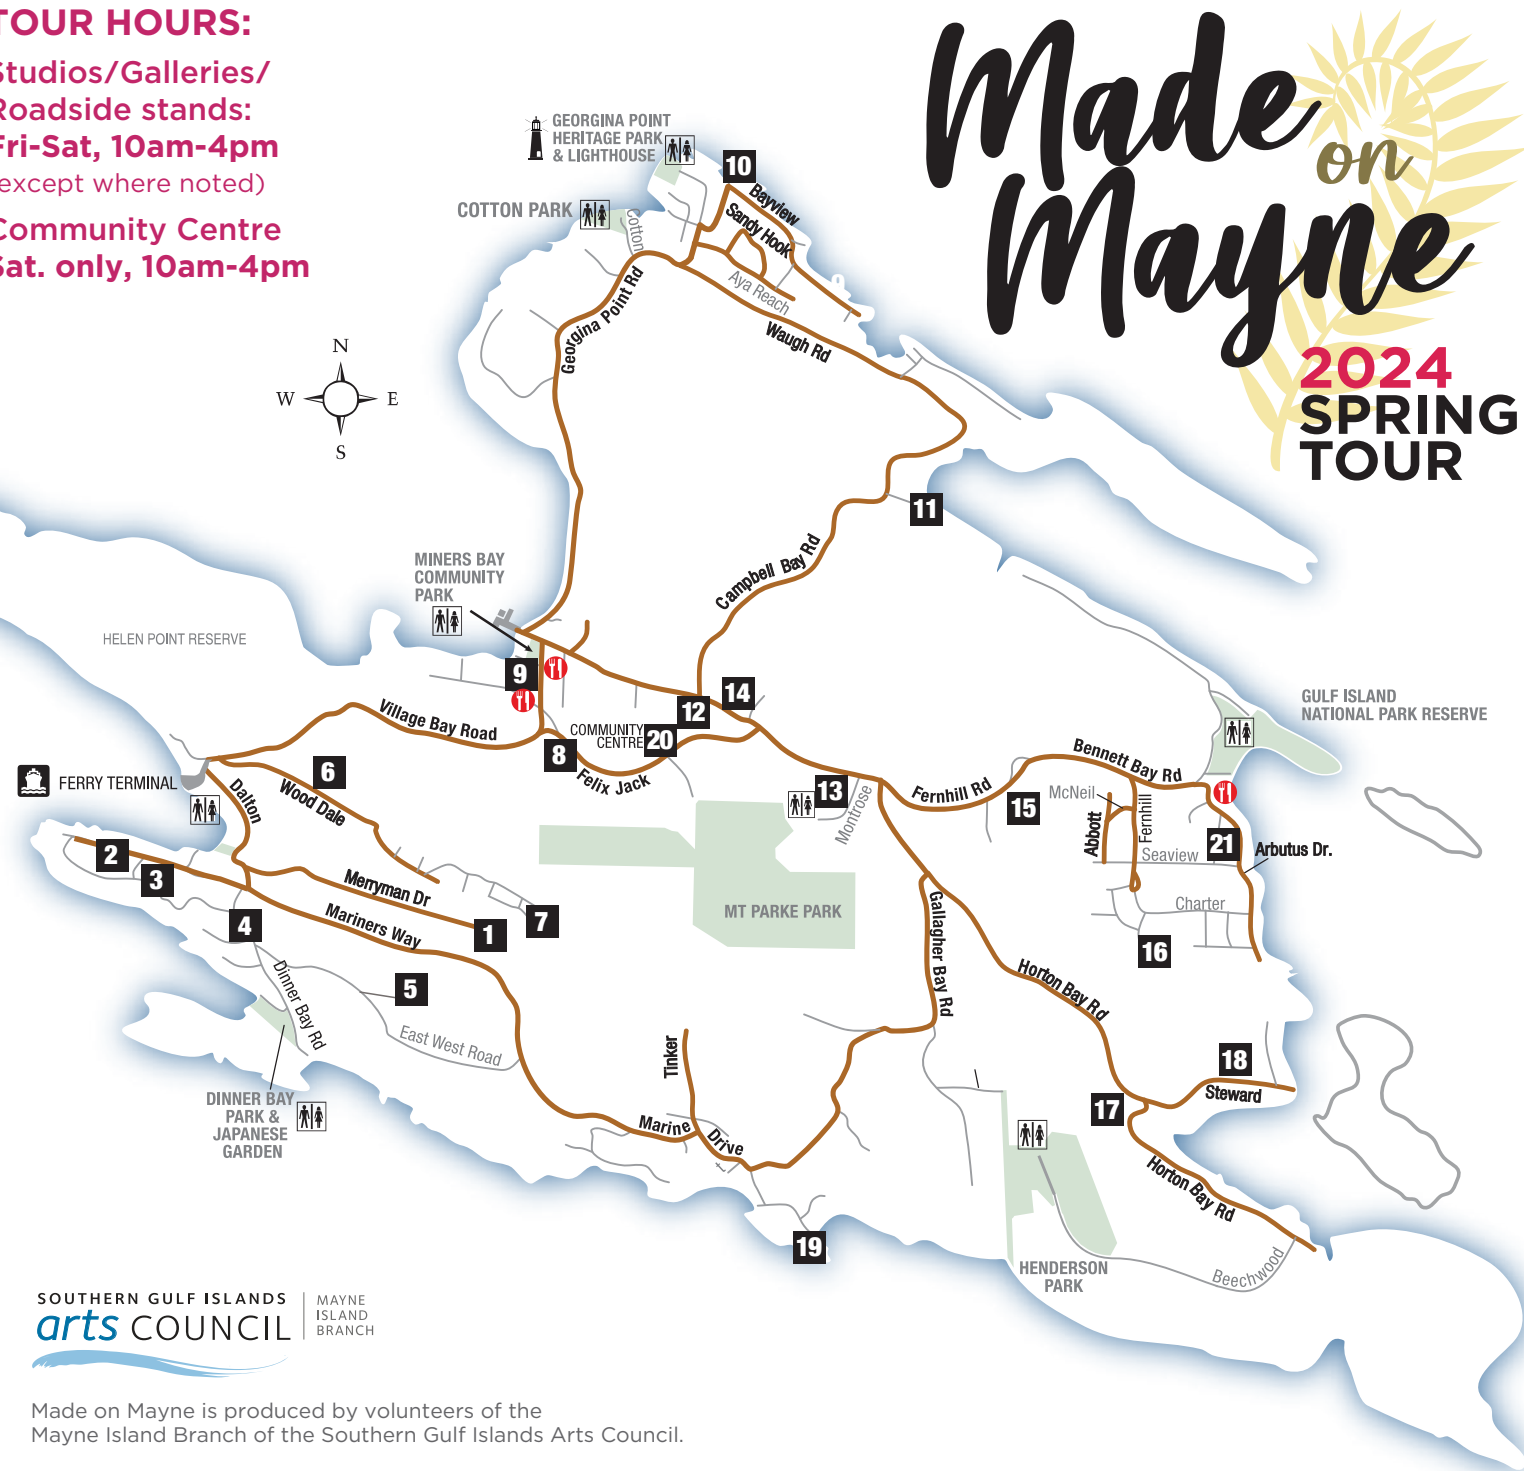 TOUR HOURS:
Studios/Galleries/
Roadside stands:
Fri-Sat, 10am-4pm
(except where noted)
Community Centre
Sat. only, 10am-4pm
Made
on
Mayne
2024
SPRING
TOUR
GEORGINA POINT
HERITAGE PARK
& LIGHTHOUSE
COTTON PARK
Cotton
10
Bayview
Sandy Hook
Aya Reach
Georgina Point Rd
Waugh Rd
N
W
E
S
11
Campbell Bay Rd
MINERS BAY
COMMUNITY
PARK
HELEN POINT RESERVE
9
14
12
GULF ISLAND
NATIONAL PARK RESERVE
Village Bay Road
COMMUNITY
CENTRE
20
8
Felix Jack
6
Wood Dale
FERRY TERMINAL
Dalton
13
Montrose
Fernhill Rd
15
Bennett Bay Rd
McNeil
Abbott
Fernhill
Seaview
21
Arbutus Dr.
2
3
Merryman Dr
Mariners Way
4
1
7
MT PARKE PARK
Gallagher Bay Rd
Charter
16
Dinner Bay Rd
5
East West Road
Horton Bay Rd
Tinker
18
Steward
17
DINNER BAY
PARK &
JAPANESE
GARDEN
Marine
Drive
Horton Bay Rd
19
HENDERSON
PARK
Beechwood
SOUTHERN GULF ISLANDS
arts COUNCIL
MAYNE
ISLAND
BRANCH
Made on Mayne is produced by volunteers of the
Mayne Island Branch of the Southern Gulf Islands Arts Council.